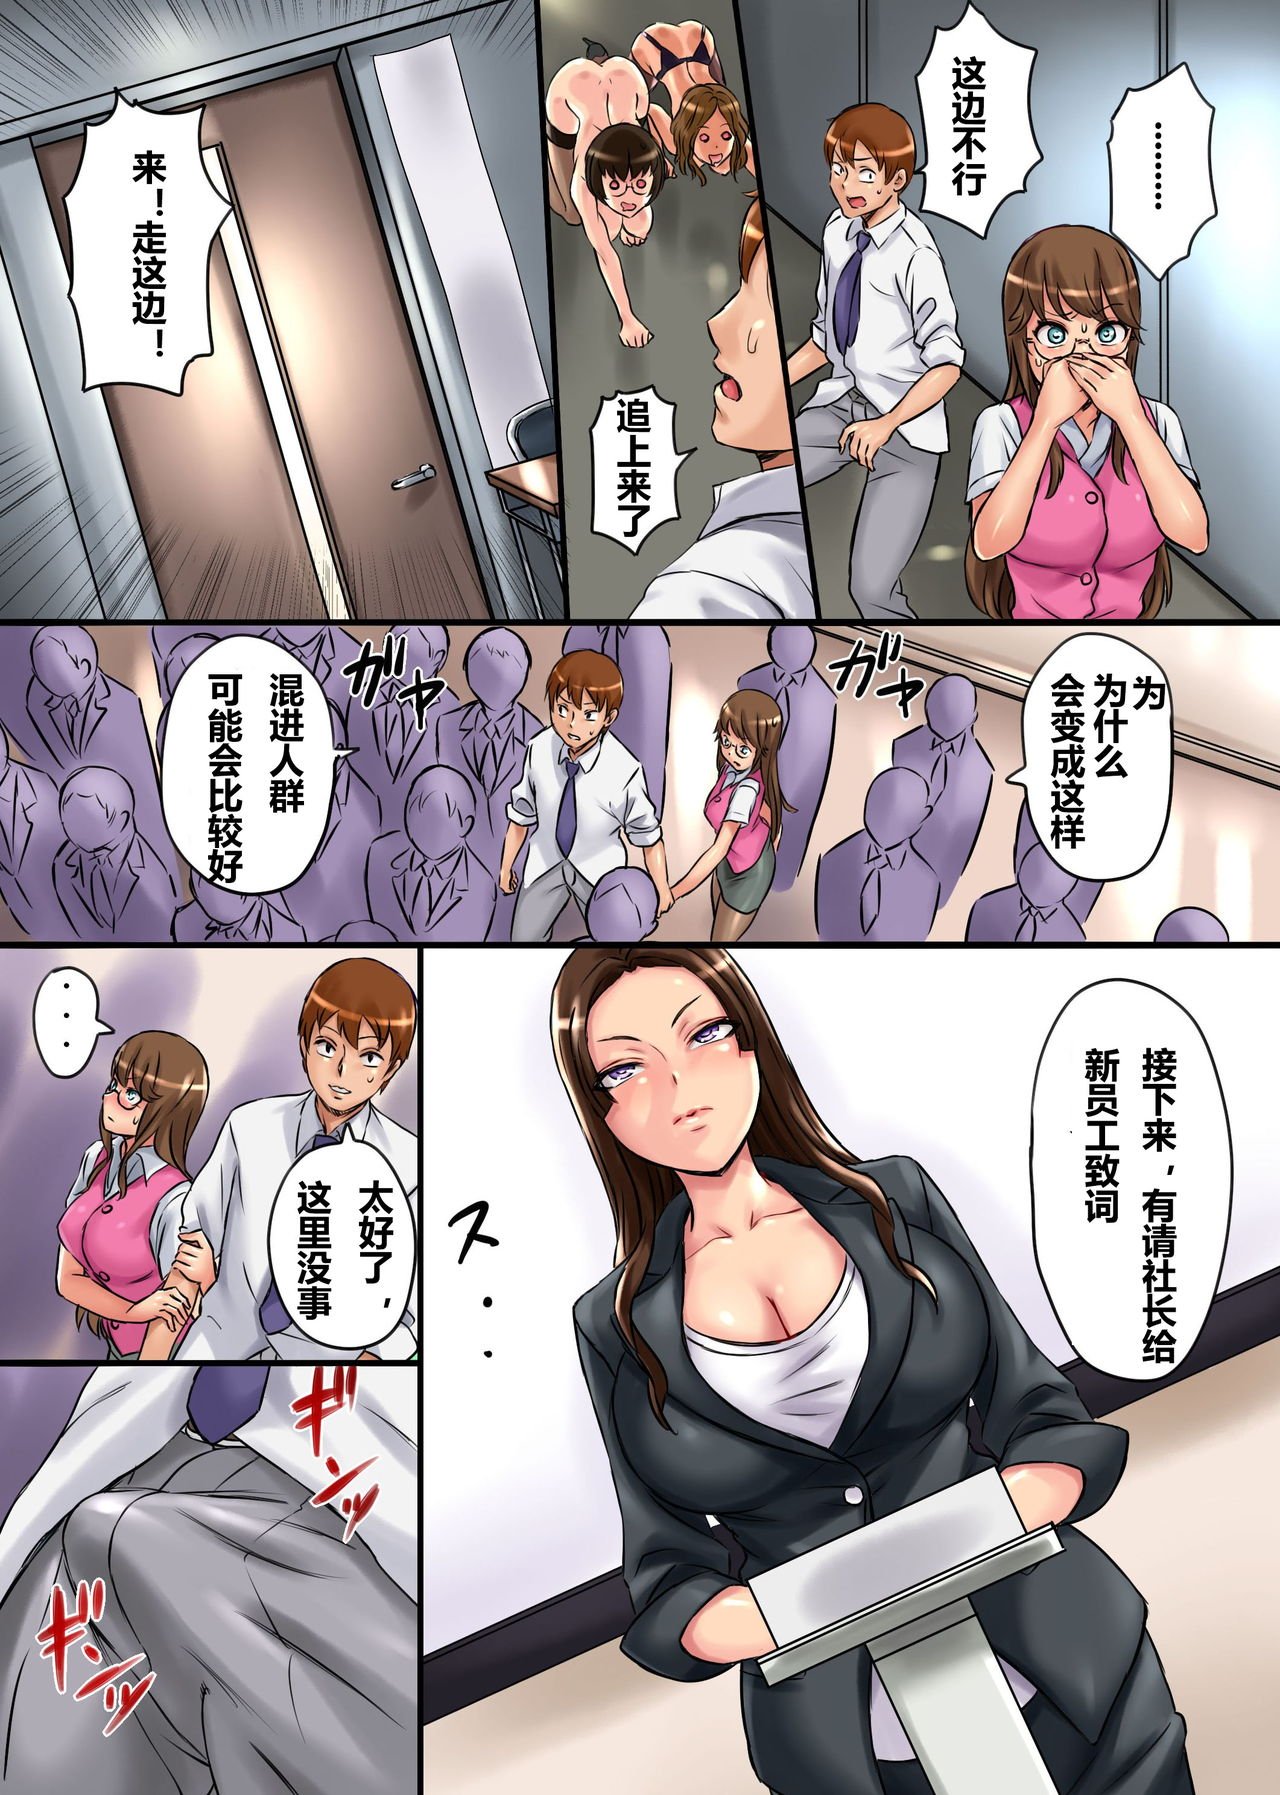 ………
这边不行
追上来了
来！走这边！
为
为什么
会变成这样
ガヤ
ガヤ
混进人群
可能会比较好
接下来，有请社长给
新员工致词
ス・・
太好了，
这里没事
・・・
ギンッ
ギンッ